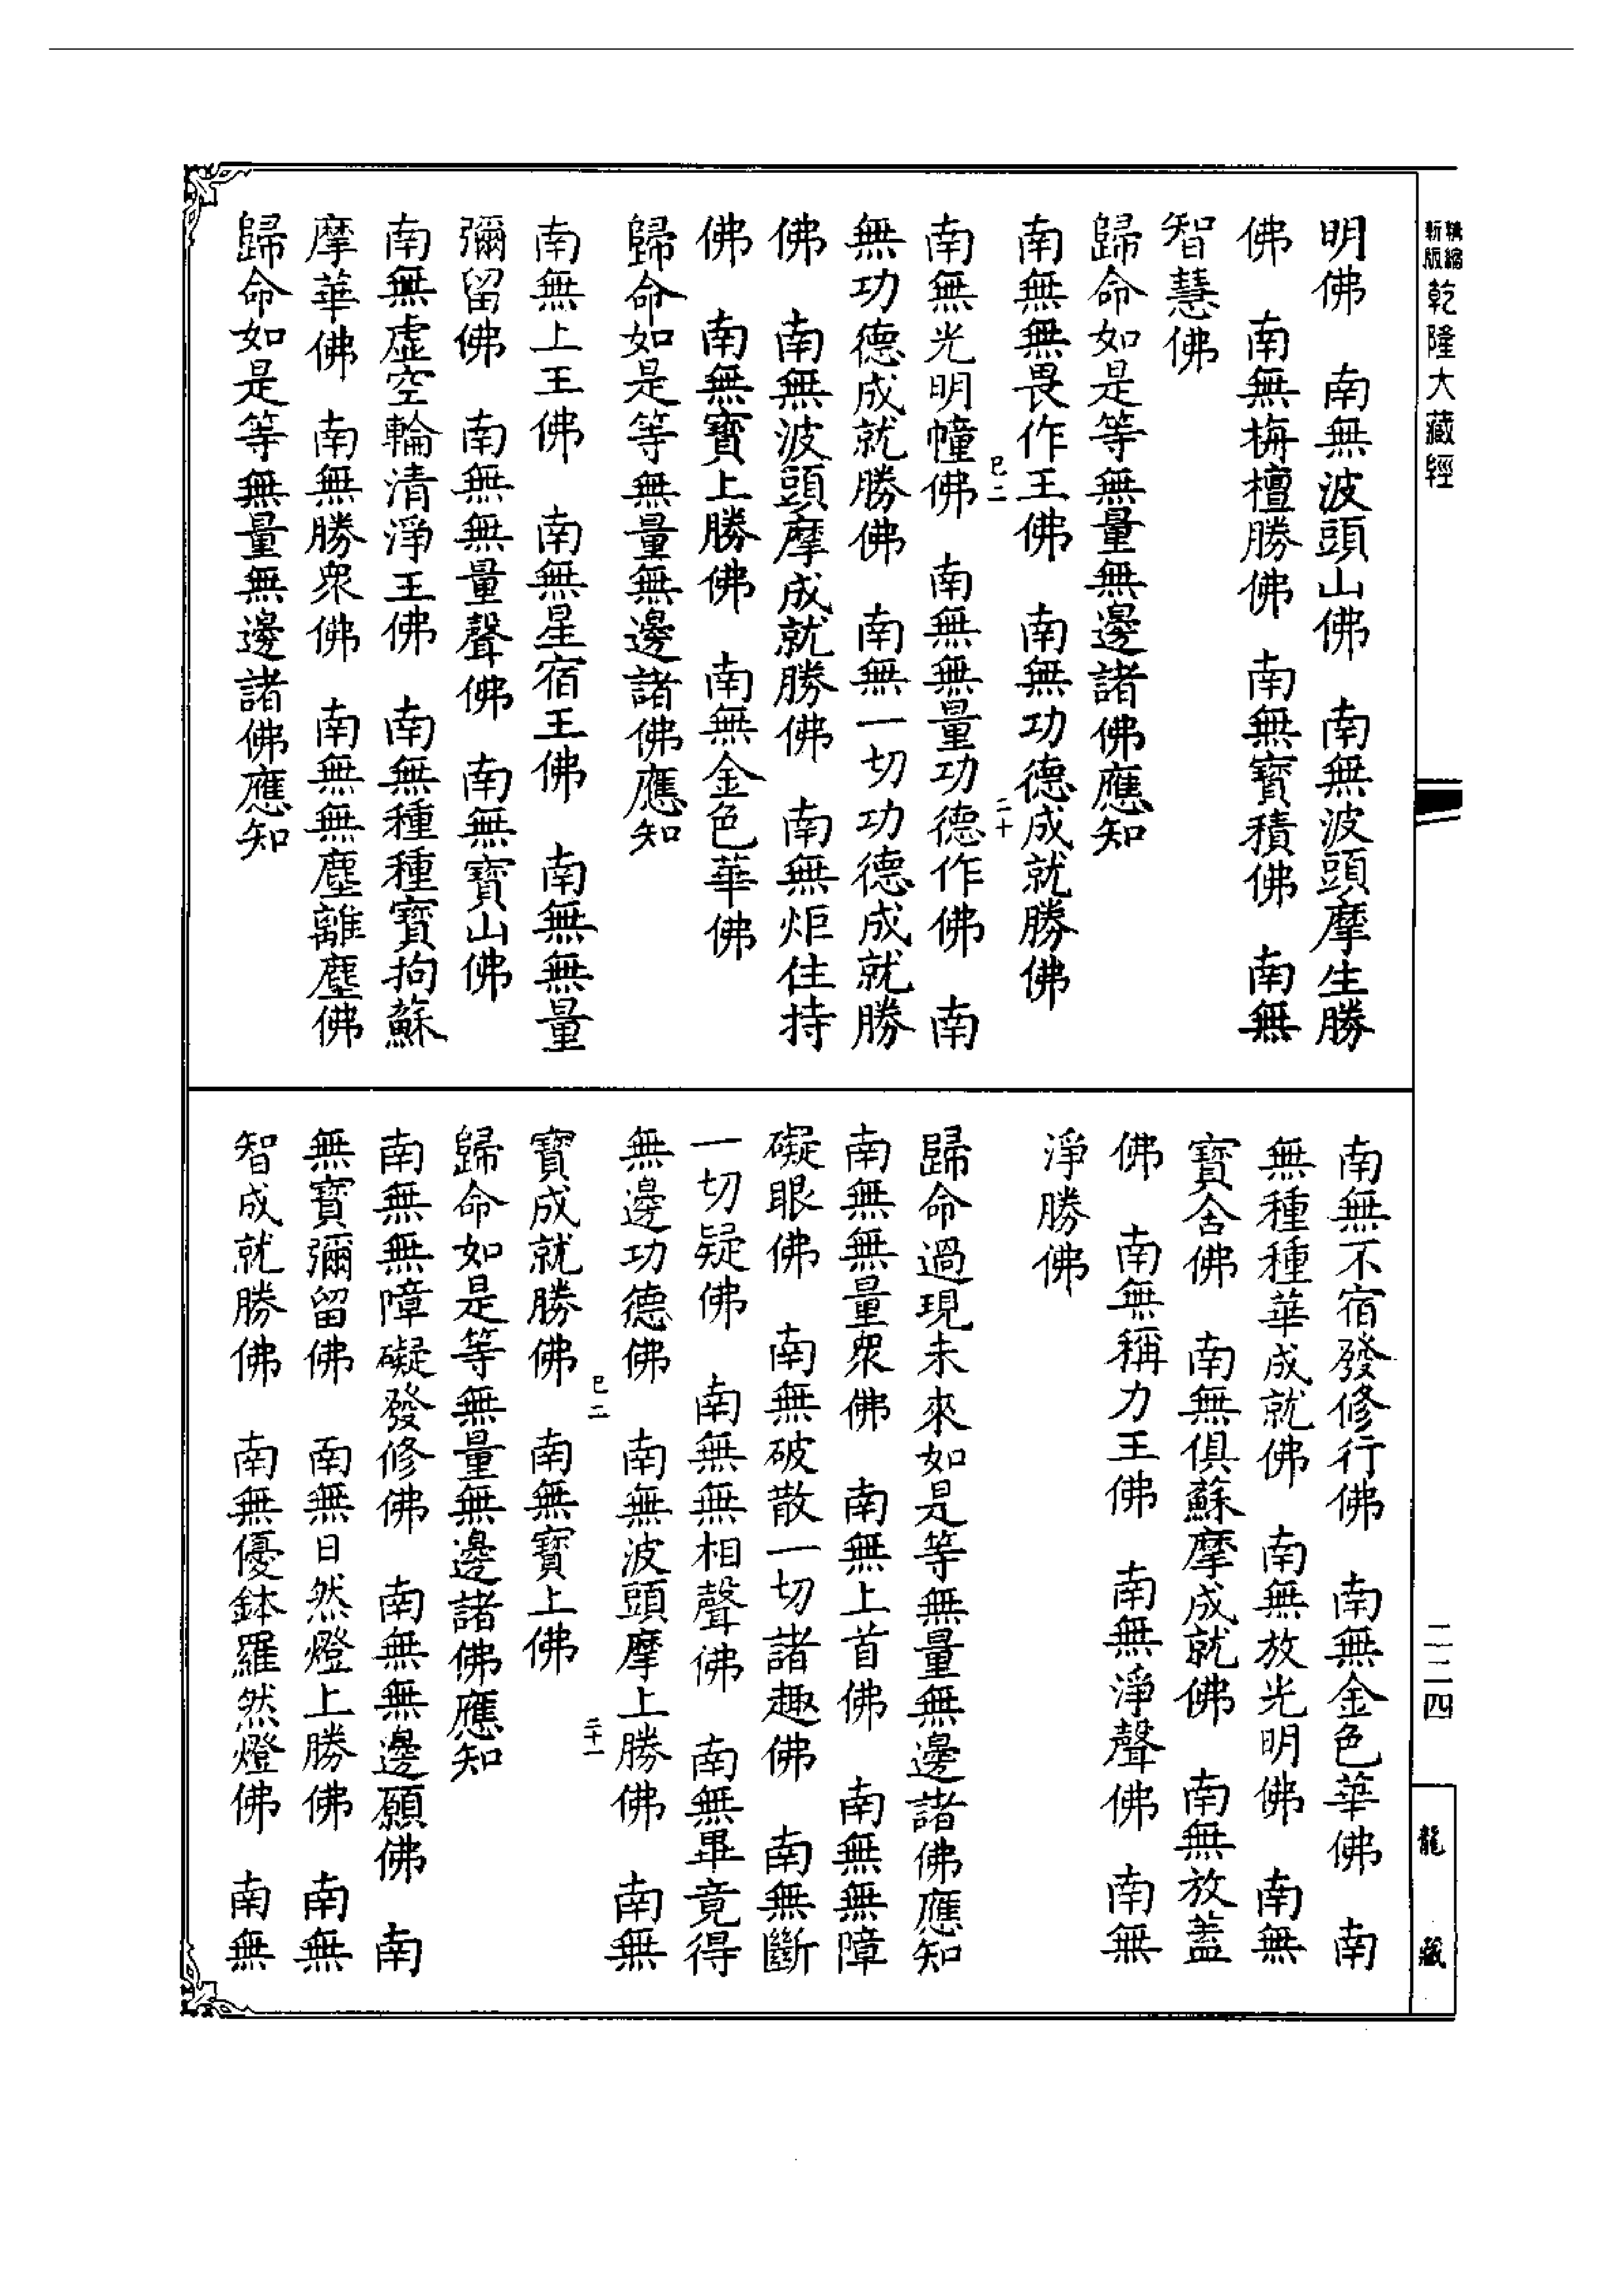 精縮新版乾隆大藏經
明佛　南無波頭山佛　南無波頭摩生勝
佛　南無栴檀勝佛　南無寶積佛　南無
智慧佛
歸命如是等無量無邊諸佛應知
南無無畏作王佛　南無功德成就勝佛
巳二　二十
南無光明幢佛　南無無量功德作佛　南
無功德成就勝佛　南無一切功德成就勝
佛　南無波頭摩成就勝佛　南無炬住持
佛　南無寶上勝佛　南無金色華佛
歸命如是等無量無邊諸佛應知
南無上王佛　南無星宿王佛　南無無量
彌留佛　南無無量聲佛　南無寶山佛
南無虛空輪清淨王佛　南無種種寶拘蘇
摩華佛　南無勝衆佛　南無無塵離塵佛
歸命如是等無量無邊諸佛應知
二二四
龍藏
南無不宿發修行佛　南無金色華佛　南
無種種華成就佛　南無放光明佛　南無
寶舍佛　南無俱蘇摩成就佛　南無放蓋
佛　南無稱力王佛　南無淨聲佛　南無
淨勝佛
歸命過現未來如是等無量無邊諸佛應知
南無無量衆佛　南無上首佛　南無無障
礙眼佛　南無破散一切諸趣佛　南無斷
一切疑佛　南無無相聲佛　南無畢竟得
無邊功德佛　南無波頭摩上勝佛　南無
巳二　二十一
寶成就勝佛　南無寶上佛
歸命如是等無量無邊諸佛應知
南無無障礙發修佛　南無無邊願佛　南
無寶彌留佛　南無日然燈上勝佛　南無
智成就勝佛　南無優鉢羅然燈佛　南無